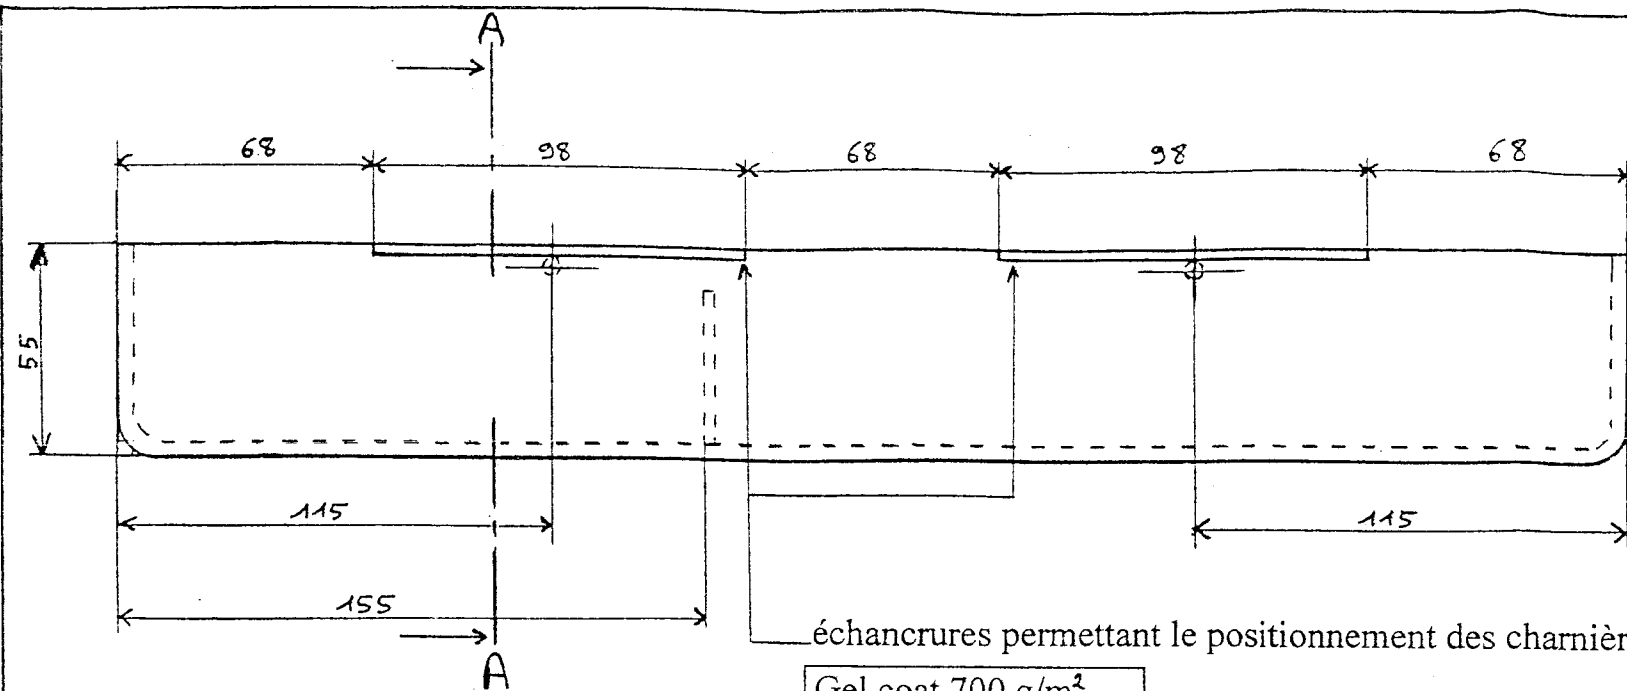 A
68 98 68 98 68
55
115 115
155
échancrures permettant le positionnement des charnièr
A
Gel coat 700 g/m²